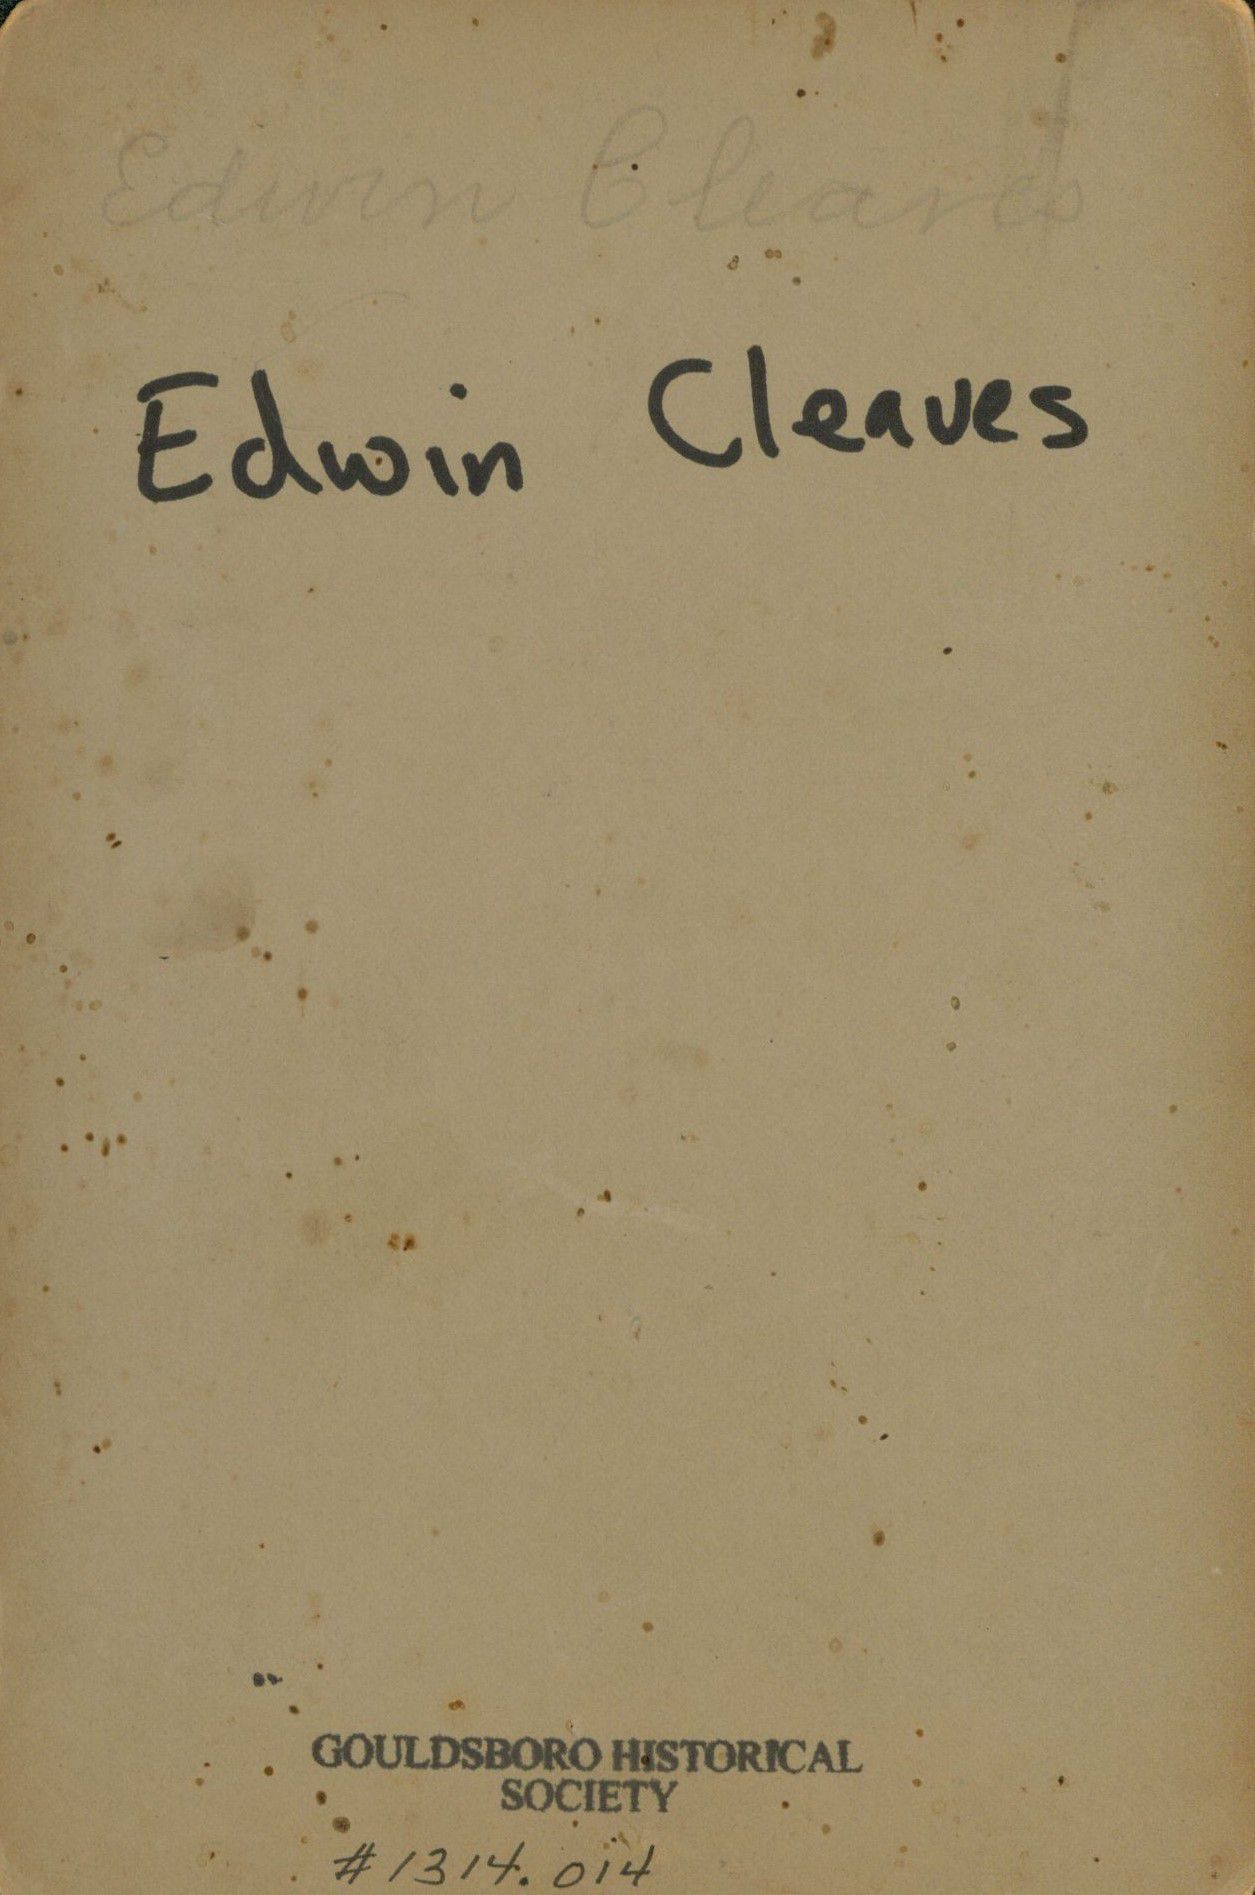 Edwin Cleaves
Edwin Cleaves
GOULDSBORO HISTORICAL
SOCIETY
#1314.014